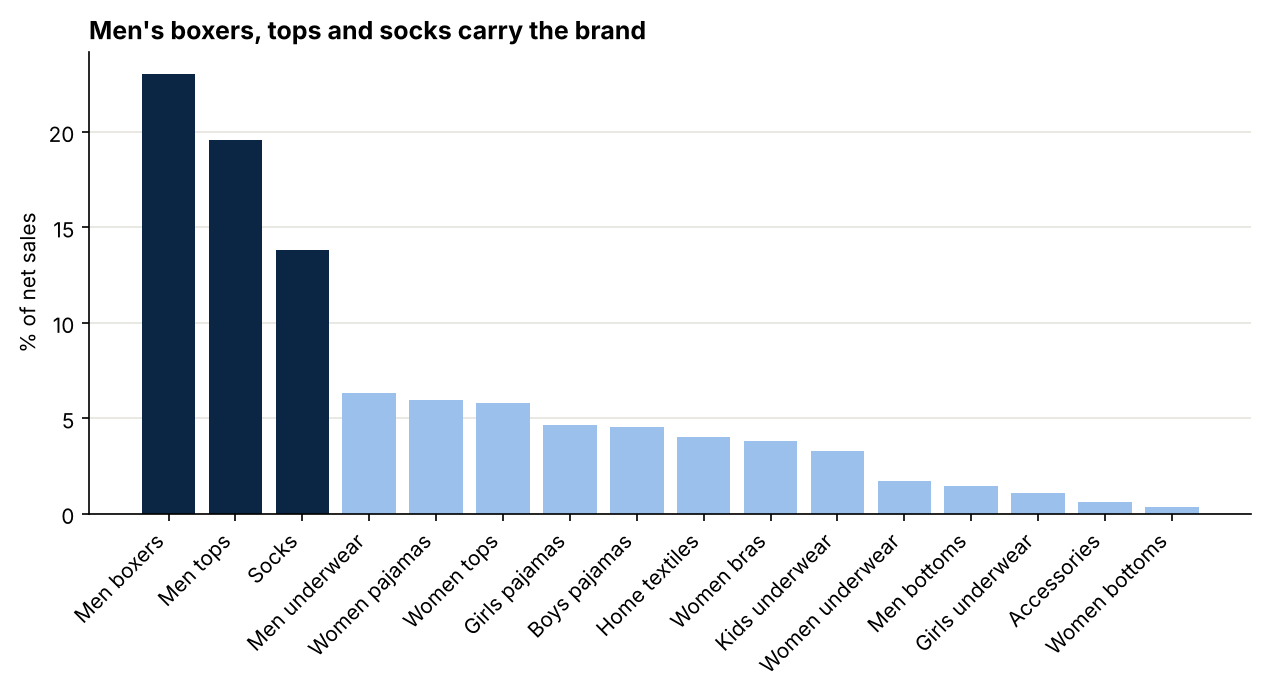 Men's boxers, tops and socks carry the brand
% of net sales
20
15
10
5
0
Men boxers
Men tops
Socks
Men underwear
Women pajamas
Women tops
Girls pajamas
Boys pajamas
Home textiles
Women bras
Kids underwear
Women underwear
Men bottoms
Girls underwear
Accessories
Women bottoms